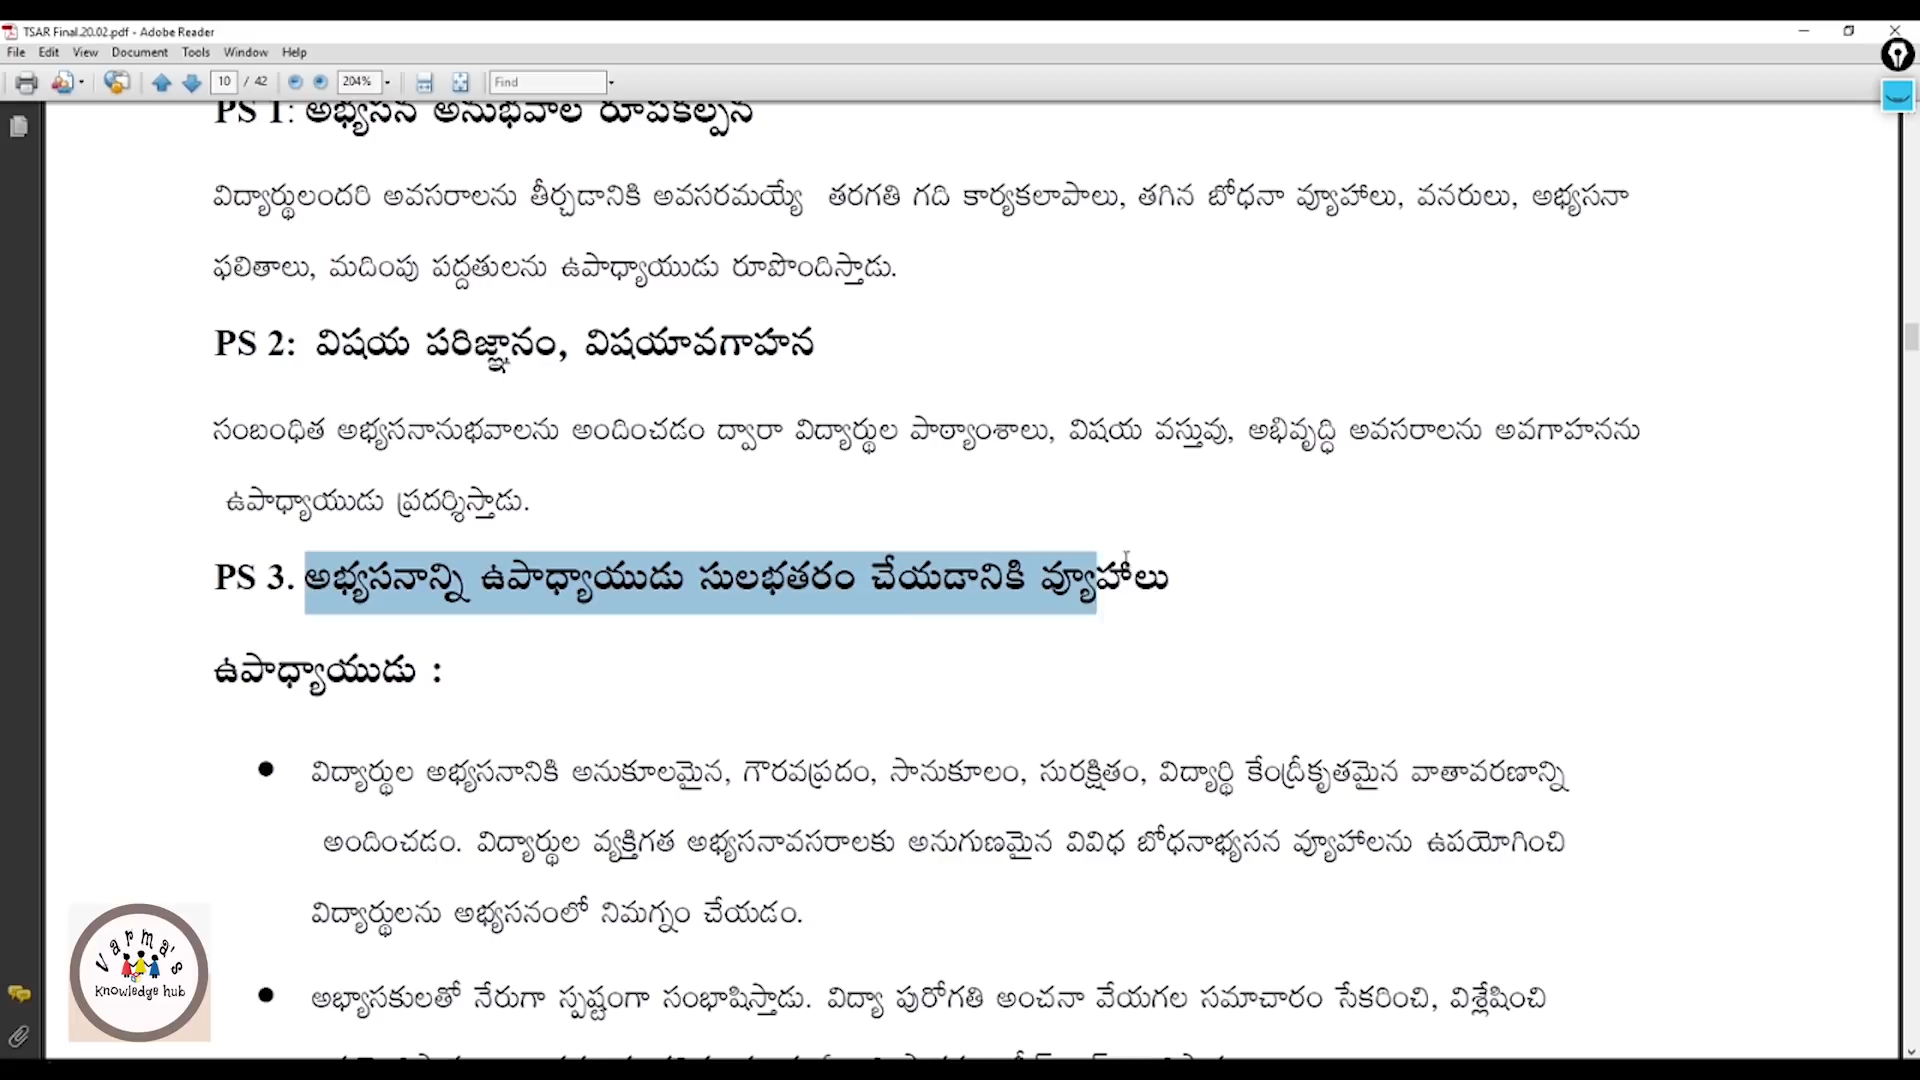 TSAR Final.20.02.pdf - Adobe Reader
File Edit View Document Tools Window Help
10 / 42 204% Find
PS 1: అభ్యసన అనుభవాల రూపకల్పన
విద్యార్థులందరి అవసరాలను తీర్చడానికి అవసరమయ్యే తరగతి గది కార్యకలాపాలు, తగిన బోధనా వ్యూహాలు, వనరులు, అభ్యసనా
ఫలితాలు, మదింపు పద్దతులను ఉపాధ్యాయుడు రూపొందిస్తాడు.
PS 2: విషయ పరిజ్ఞానం, విషయావగాహన
సంబంధిత అభ్యసనానుభవాలను అందించడం ద్వారా విద్యార్థుల పాఠ్యాంశాలు, విషయ వస్తువు, అభివృద్ధి అవసరాలను అవగాహనను
ఉపాధ్యాయుడు ప్రదర్శిస్తాడు.
PS 3. అభ్యసనాన్ని ఉపాధ్యాయుడు సులభతరం చేయడానికి వ్యూహాలు
ఉపాధ్యాయుడు :
● విద్యార్థుల అభ్యసనానికి అనుకూలమైన, గౌరవప్రదం, సానుకూలం, సురక్షితం, విద్యార్థి కేంద్రీకృతమైన వాతావరణాన్ని
అందించడం. విద్యార్థుల వ్యక్తిగత అభ్యసనావసరాలకు అనుగుణమైన వివిధ బోధనాభ్యసన వ్యూహాలను ఉపయోగించి
విద్యార్థులను అభ్యసనంలో నిమగ్నం చేయడం.
● అభ్యాసకులతో నేరుగా స్పష్టంగా సంభాషిస్తాడు. విద్యా పురోగతి అంచనా వేయగల సమాచారం సేకరించి, విశ్లేషించి
Varma's
Knowledge hub